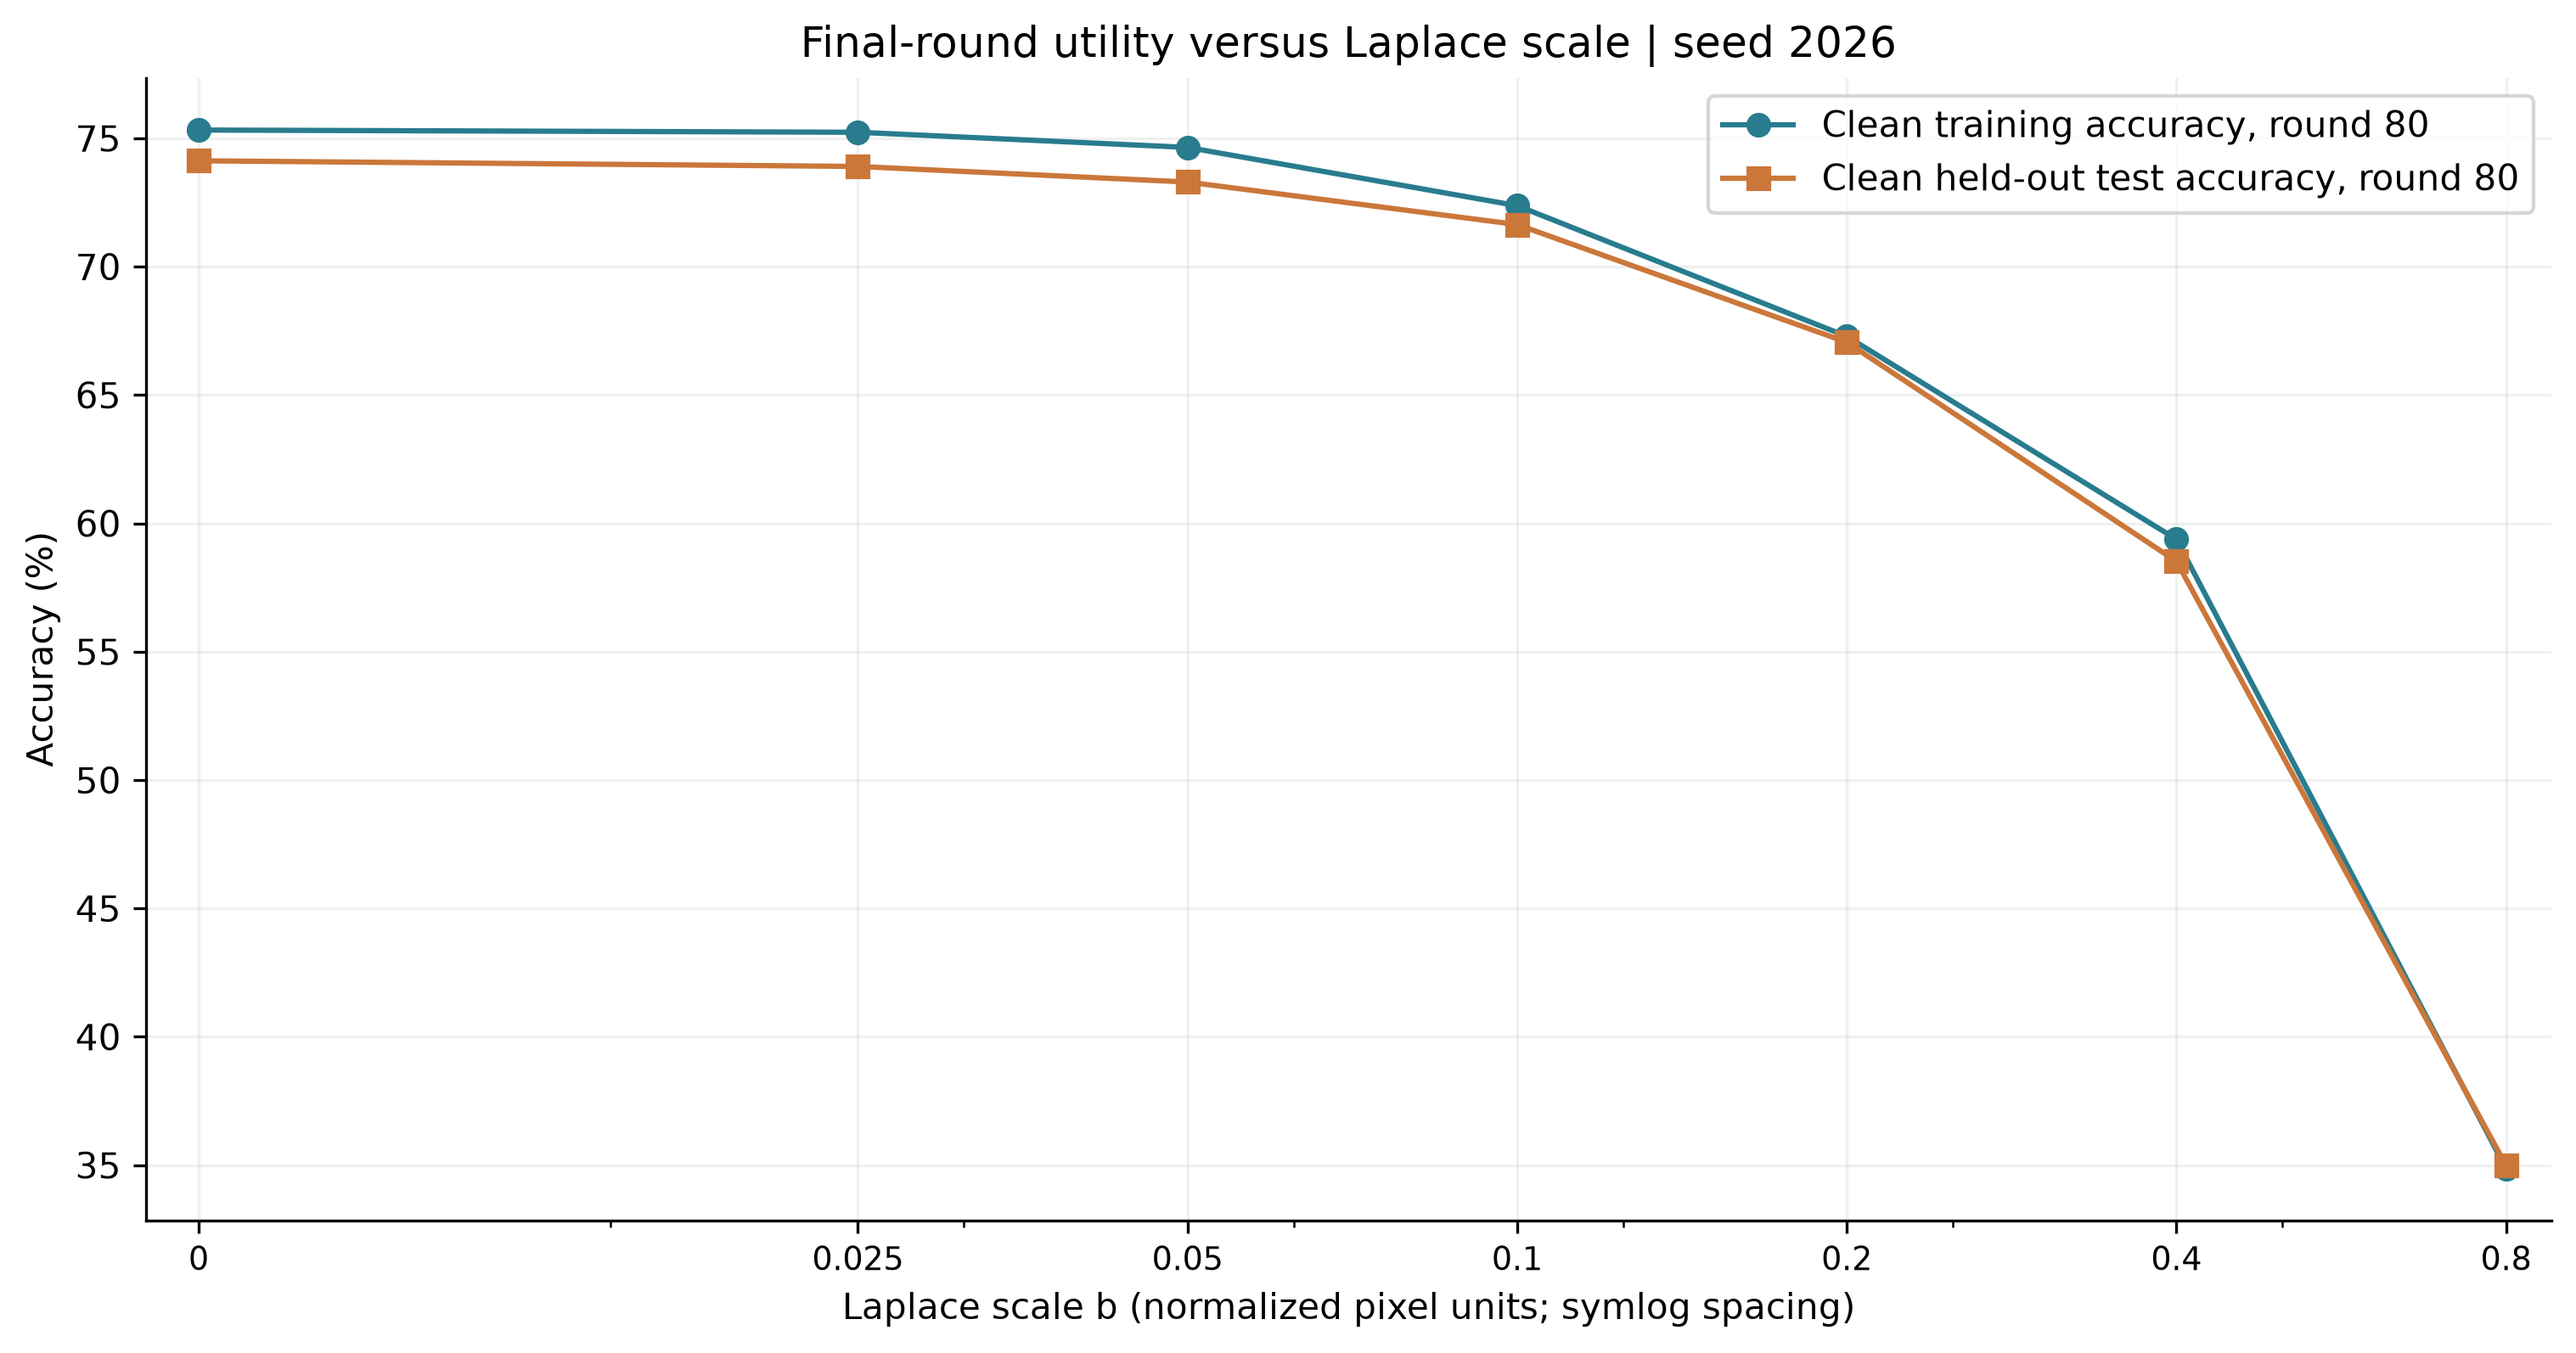 Final-round utility versus Laplace scale | seed 2026
Clean training accuracy, round 80
Clean held-out test accuracy, round 80
Accuracy (%)
75
70
65
60
55
50
45
40
35
0 0.025 0.05 0.1 0.2 0.4 0.8
Laplace scale b (normalized pixel units; symlog spacing)